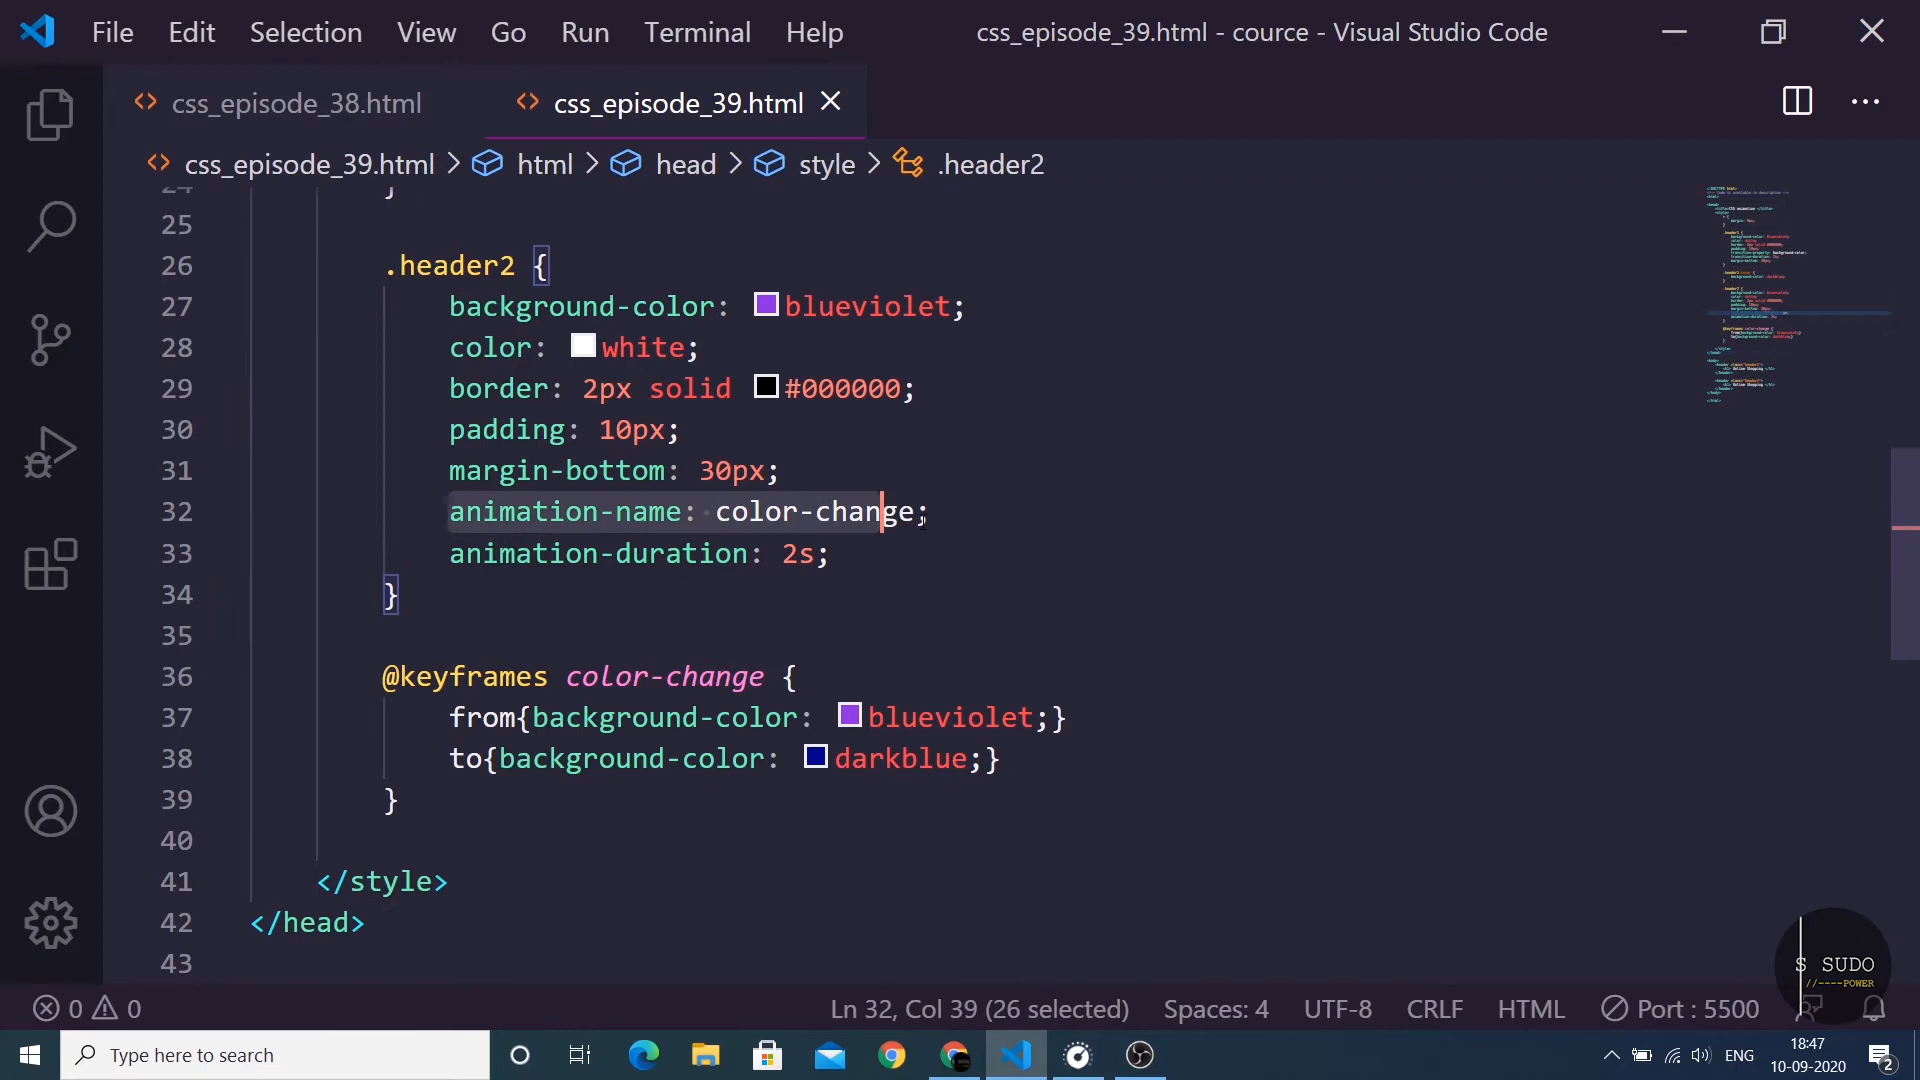 File Edit Selection View Go Run Terminal Help css_episode_39.html - cource - Visual Studio Code
css_episode_38.html css_episode_39.html
css_episode_39.html > html > head > style > .header2
24 }
25
26 .header2 {
27 background-color: blueviolet;
28 color: white;
29 border: 2px solid #000000;
30 padding: 10px;
31 margin-bottom: 30px;
32 animation-name: color-change;
33 animation-duration: 2s;
34 }
35
36 @keyframes color-change {
37 from{background-color: blueviolet;}
38 to{background-color: darkblue;}
39 }
40
41 </style>
42 </head>
43
S SUDO
//----POWER
0 0 Ln 32, Col 39 (26 selected) Spaces: 4 UTF-8 CRLF HTML Port : 5500
Type here to search ENG 18:47
10-09-2020 2